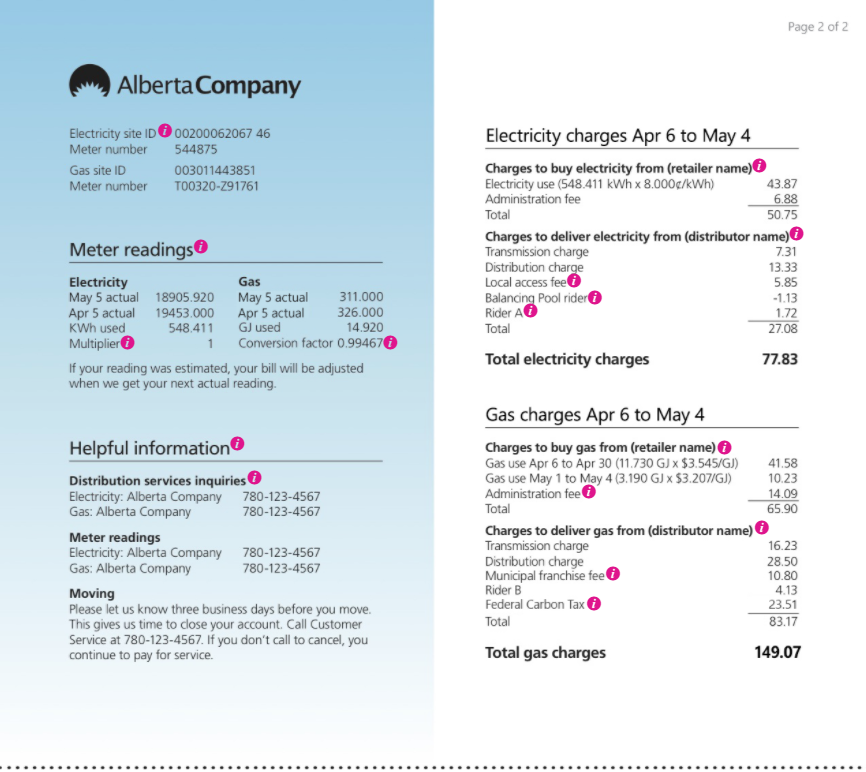 Page 2 of 2
AlbertaCompany
Electricity site ID i 00200062067 46
Meter number 544875
Gas site ID 003011443851
Meter number T00320-Z91761
Meter readings i
Electricity Gas
May 5 actual 18905.920 May 5 actual 311.000
Apr 5 actual 19453.000 Apr 5 actual 326.000
KWh used 548.411 GJ used 14.920
Multiplier i 1 Conversion factor 0.99467 i
If your reading was estimated, your bill will be adjusted
when we get your next actual reading.
Helpful information i
Distribution services inquiries i
Electricity: Alberta Company 780-123-4567
Gas: Alberta Company 780-123-4567
Meter readings
Electricity: Alberta Company 780-123-4567
Gas: Alberta Company 780-123-4567
Moving
Please let us know three business days before you move.
This gives us time to close your account. Call Customer
Service at 780-123-4567. If you don't call to cancel, you
continue to pay for service.
Electricity charges Apr 6 to May 4
Charges to buy electricity from (retailer name) i
Electricity use (548.411 kWh x 8.000¢/kWh) 43.87
Administration fee 6.88
Total 50.75
Charges to deliver electricity from (distributor name) i
Transmission charge 7.31
Distribution charge 13.33
Local access fee i 5.85
Balancing Pool rider i -1.13
Rider A i 1.72
Total 27.08
Total electricity charges 77.83
Gas charges Apr 6 to May 4
Charges to buy gas from (retailer name) i
Gas use Apr 6 to Apr 30 (11.730 GJ x $3.545/GJ) 41.58
Gas use May 1 to May 4 (3.190 GJ x $3.207/GJ) 10.23
Administration fee i 14.09
Total 65.90
Charges to deliver gas from (distributor name) i
Transmission charge 16.23
Distribution charge 28.50
Municipal franchise fee i 10.80
Rider B 4.13
Federal Carbon Tax i 23.51
Total 83.17
Total gas charges 149.07